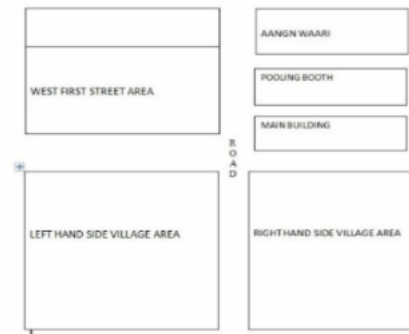 AANGN WAARI
WEST FIRST STREET AREA
POOLING BOOTH
MAIN BUILDING
R
O
A
D
LEFT HAND SIDE VILLAGE AREA
RIGHT HAND SIDE VILLAGE AREA